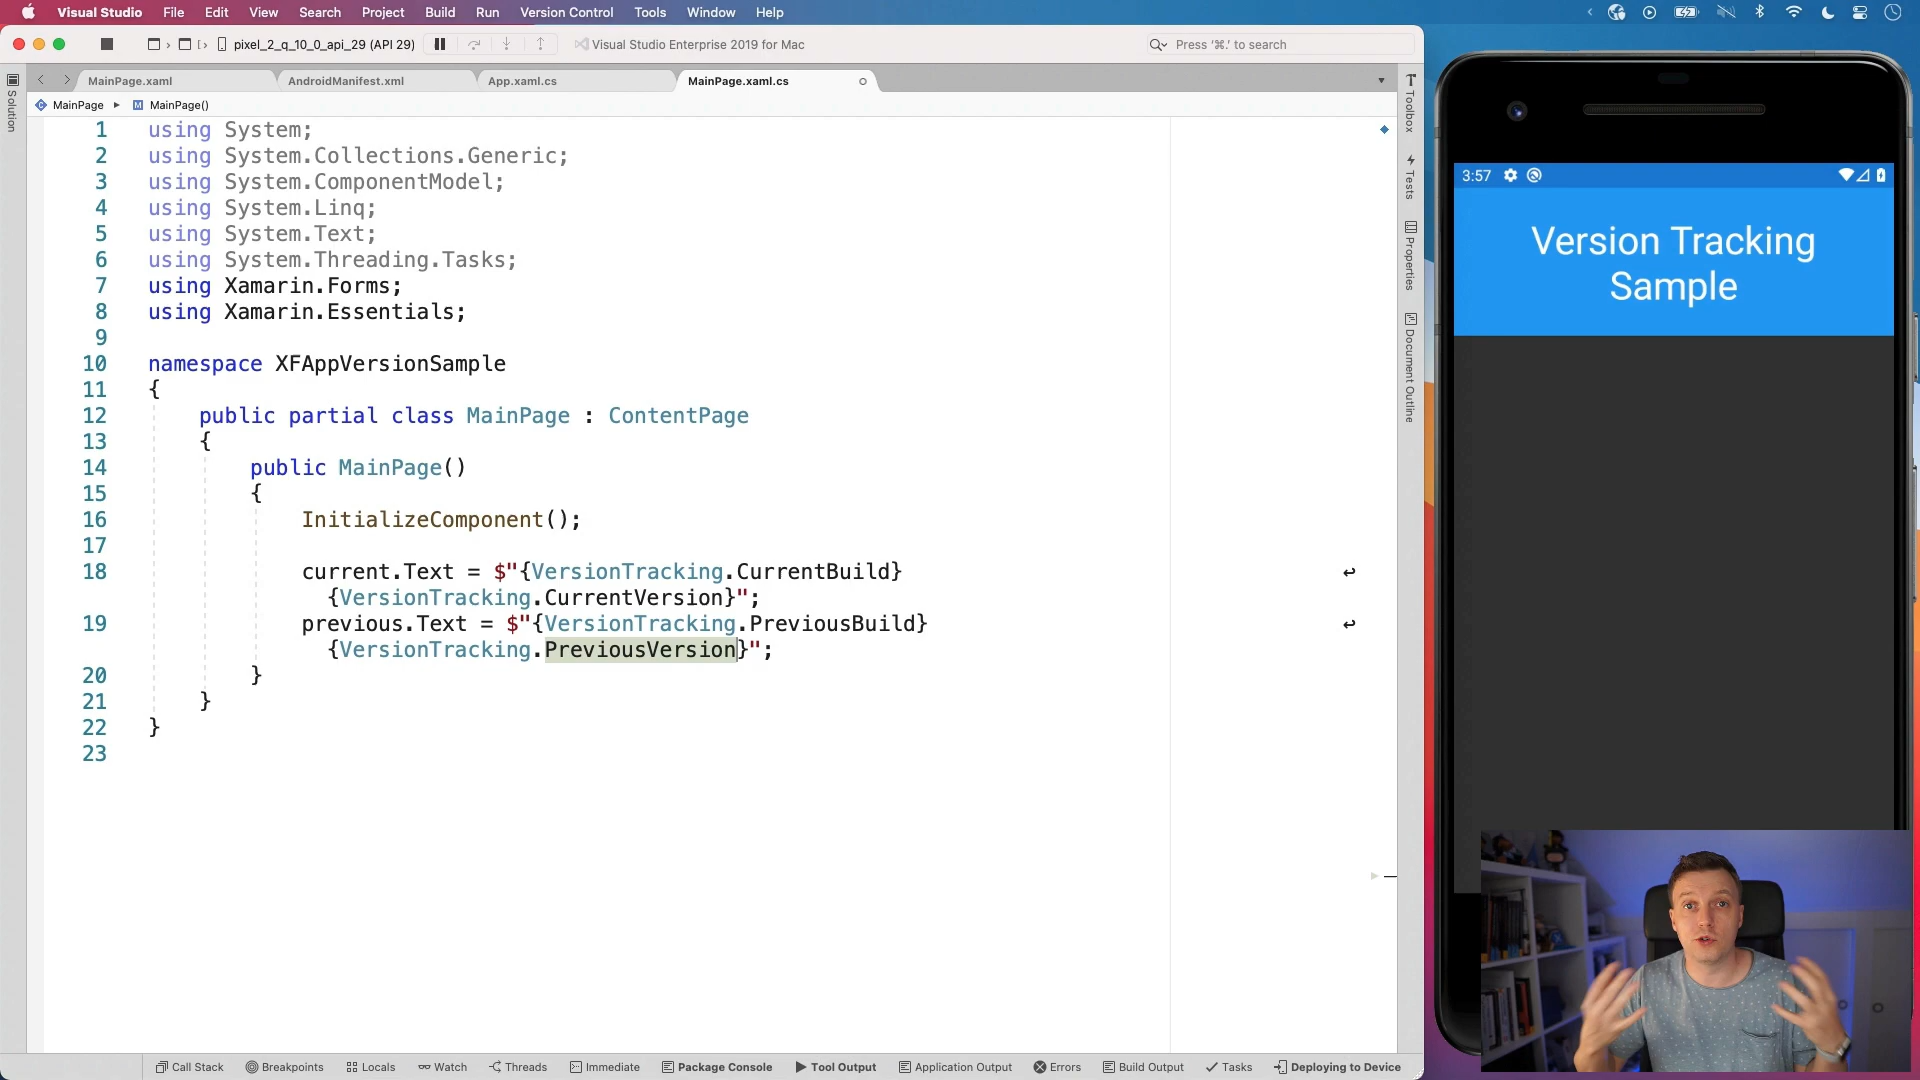 Visual Studio File Edit View Search Project Build Run Version Control Tools Window Help
pixel_2_q_10_0_api_29 (API 29) Visual Studio Enterprise 2019 for Mac Press '⌘.' to search
MainPage.xaml AndroidManifest.xml App.xaml.cs MainPage.xaml.cs
MainPage MainPage()
Solution
1 using System;
2 using System.Collections.Generic;
3 using System.ComponentModel;
4 using System.Linq;
5 using System.Text;
6 using System.Threading.Tasks;
7 using Xamarin.Forms;
8 using Xamarin.Essentials;
9
10 namespace XFAppVersionSample
11 {
12 public partial class MainPage : ContentPage
13 {
14 public MainPage()
15 {
16 InitializeComponent();
17
18 current.Text = $"{VersionTracking.CurrentBuild}
{VersionTracking.CurrentVersion}";
19 previous.Text = $"{VersionTracking.PreviousBuild}
{VersionTracking.PreviousVersion}";
20 }
21 }
22 }
23
Toolbox
Tests
Properties
Document Outline
3:57
Version Tracking
Sample
Call Stack Breakpoints Locals Watch Threads Immediate Package Console Tool Output Application Output Errors Build Output Tasks Deploying to Device